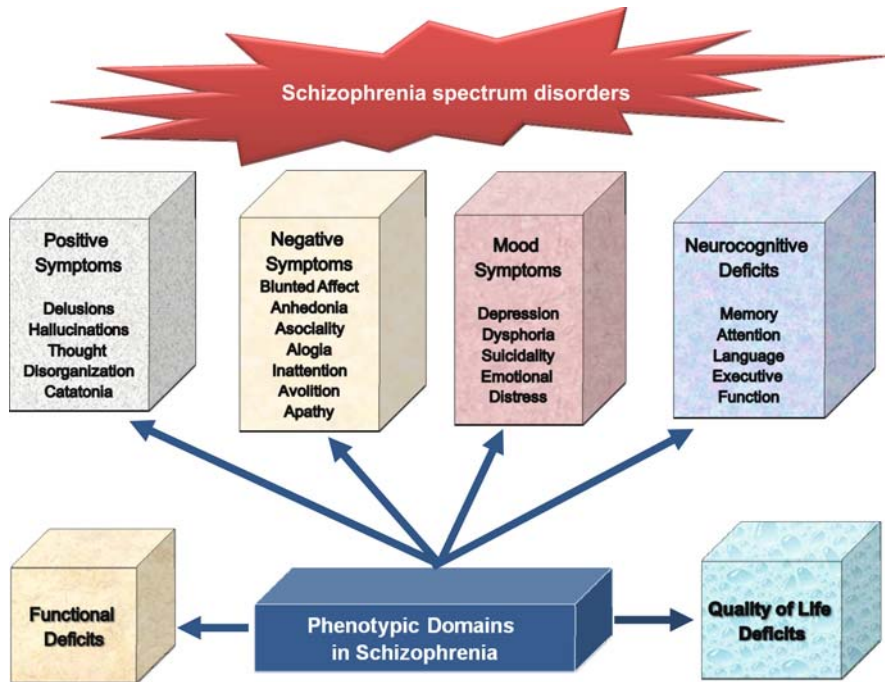 Schizophrenia spectrum disorders
Positive
Symptoms
Delusions
Hallucinations
Thought
Disorganization
Catatonia
Negative
Symptoms
Blunted Affect
Anhedonia
Asociality
Alogia
Inattention
Avolition
Apathy
Mood
Symptoms
Depression
Dysphoria
Suicidality
Emotional
Distress
Neurocognitive
Deficits
Memory
Attention
Language
Executive
Function
Functional
Deficits
Phenotypic Domains
in Schizophrenia
Quality of Life
Deficits